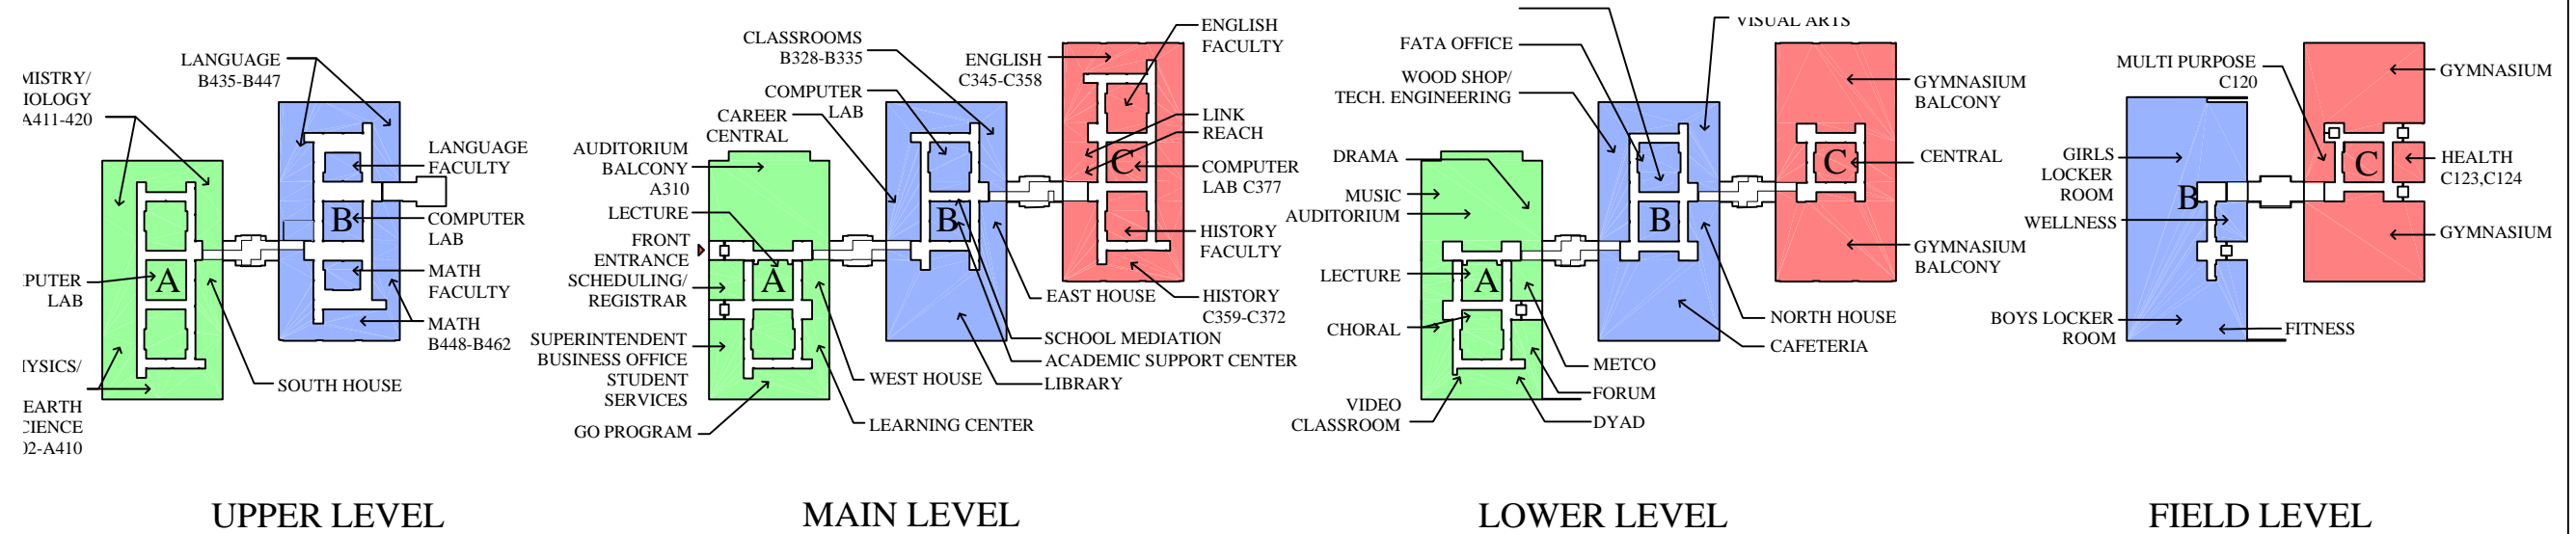 LANGUAGE
B435-B447
A411-420
LANGUAGE
FACULTY
B
COMPUTER
LAB
A
LAB
MATH
FACULTY
MATH
B448-B462
SOUTH HOUSE
EARTH
UPPER LEVEL
CLASSROOMS
B328-B335
COMPUTER
LAB
CAREER
CENTRAL
AUDITORIUM
BALCONY
A310
LECTURE
FRONT
ENTRANCE
SCHEDULING/
REGISTRAR
SUPERINTENDENT
BUSINESS OFFICE
STUDENT
SERVICES
GO PROGRAM
A
B
C
ENGLISH
C345-C358
ENGLISH
FACULTY
LINK
REACH
COMPUTER
LAB C377
HISTORY
FACULTY
HISTORY
C359-C372
EAST HOUSE
SCHOOL MEDIATION
ACADEMIC SUPPORT CENTER
LIBRARY
WEST HOUSE
LEARNING CENTER
MAIN LEVEL
VISUAL ARTS
FATA OFFICE
WOOD SHOP/
TECH. ENGINEERING
DRAMA
MUSIC
AUDITORIUM
LECTURE
CHORAL
VIDEO
CLASSROOM
A
B
C
GYMNASIUM
BALCONY
CENTRAL
GYMNASIUM
BALCONY
NORTH HOUSE
CAFETERIA
METCO
FORUM
DYAD
LOWER LEVEL
MULTI PURPOSE
C120
GYMNASIUM
GIRLS
LOCKER
ROOM
B
C
HEALTH
C123,C124
WELLNESS
GYMNASIUM
BOYS LOCKER
ROOM
FITNESS
FIELD LEVEL